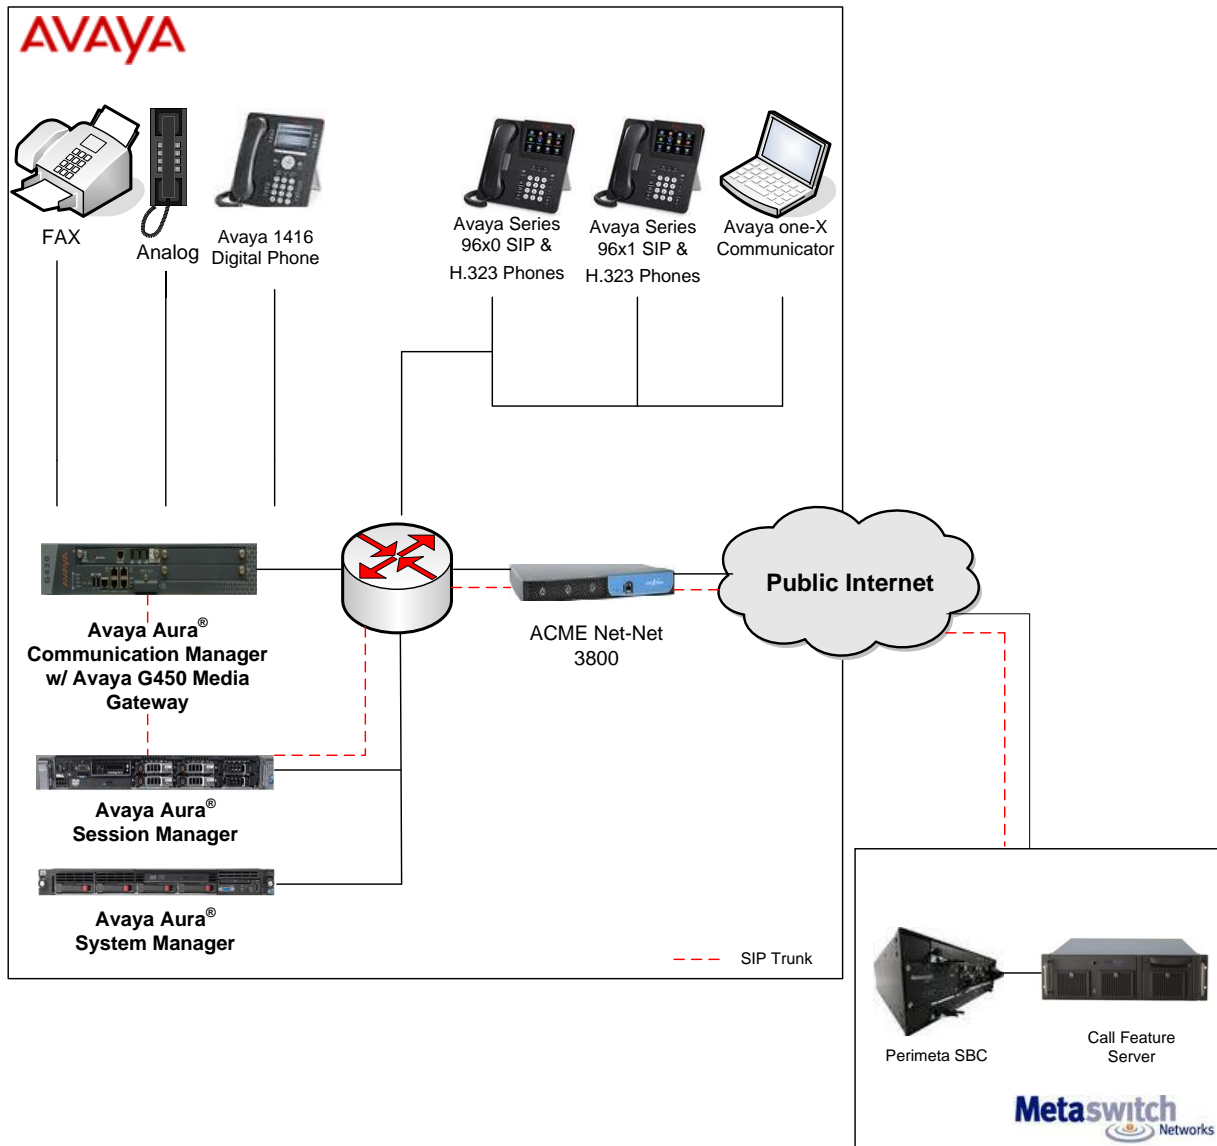 AVAYA
FAX
Analog
Avaya 1416
Digital Phone
Avaya Series
96x0 SIP &
H.323 Phones
Avaya Series
96x1 SIP &
H.323 Phones
Avaya one-X
Communicator
G430
AVAYA
Avaya Aura®
Communication Manager
w/ Avaya G450 Media
Gateway
ACME Net-Net
3800
Public Internet
Avaya Aura®
Session Manager
Avaya Aura®
System Manager
SIP Trunk
Perimeta SBC
Call Feature
Server
Metaswitch
Networks